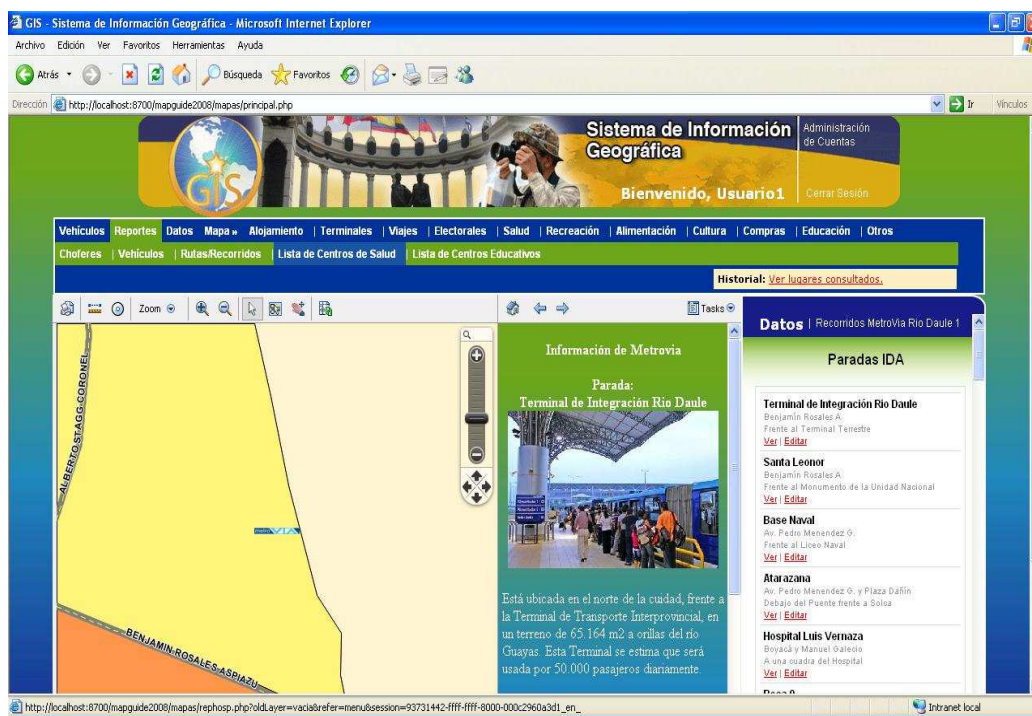 GIS - Sistema de Información Geográfica - Microsoft Internet Explorer
Archivo Edición Ver Favoritos Herramientas Ayuda
Atrás Búsqueda Favoritos
Dirección http://localhost:8700/mapguide2008/mapas/principal.php Ir Vínculos
GIS
Sistema de Información
Geográfica
Bienvenido, Usuario1
Administración
de Cuentas
Cerrar Sesión
Vehículos Reportes Datos Mapa » Alojamiento | Terminales | Viajes | Electorales | Salud | Recreación | Alimentación | Cultura | Compras | Educación | Otros
Choferes | Vehículos | Rutas/Recorridos | Lista de Centros de Salud | Lista de Centros Educativos
Historial: Ver lugares consultados.
Zoom
Tasks
ALBERTO STAGG CORONEL
VIA
BENJAMIN ROSALES ASPIAZU
Información de Metrovia
Parada:
Terminal de Integración Rio Daule
Está ubicada en el norte de la cuidad, frente a
la Terminal de Transporte Interprovincial, en
un terreno de 65.164 m2 a orillas del río
Guayas. Esta Terminal se estima que será
usada por 50.000 pasajeros diariamente.
Datos | Recorridos MetroVia Rio Daule 1
Paradas IDA
Terminal de Integración Rio Daule
Benjamín Rosales A.
Frente al Terminal Terrestre
Ver | Editar
Santa Leonor
Benjamin Rosales A
Frente al Monumento de la Unidad Nacional
Ver | Editar
Base Naval
Av. Pedro Menendez G.
Frente al Liceo Naval
Ver | Editar
Atarazana
Av. Pedro Menendez G. y Plaza Dañín
Debajo del Puente frente a Solca
Ver | Editar
Hospital Luis Vernaza
Boyacá y Manuel Galecio
A una cuadra del Hospital
Ver | Editar
http://localhost:8700/mapguide2008/mapas/rephosp.php?oldLayer=vacia&refer=menu&session=93731442-ffff-ffff-8000-000c2960a3d1_en_
Intranet local